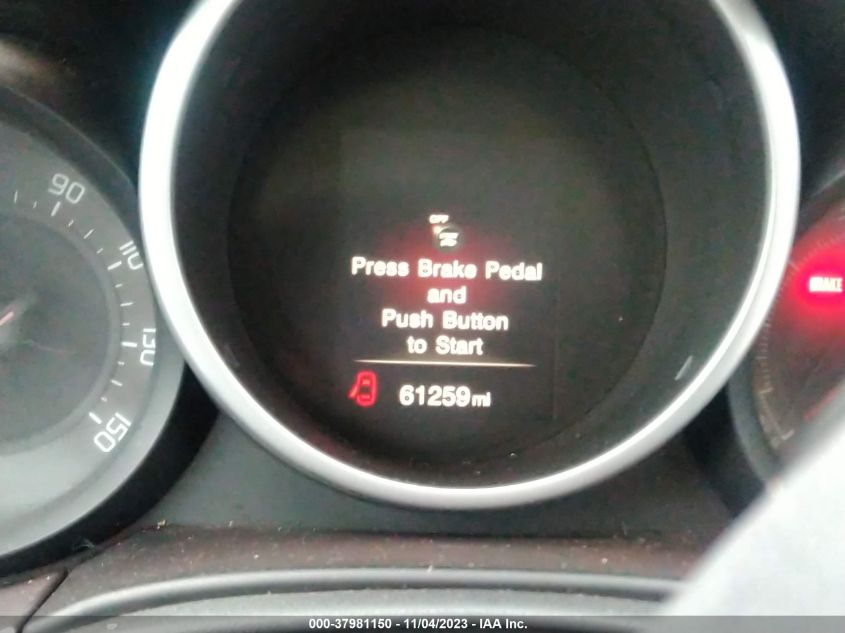 90
110
130
150
OFF
Press Brake Pedal
and
Push Button
to Start
61259mi
BRAKE
000-37981150 - 11/04/2023 - IAA Inc.